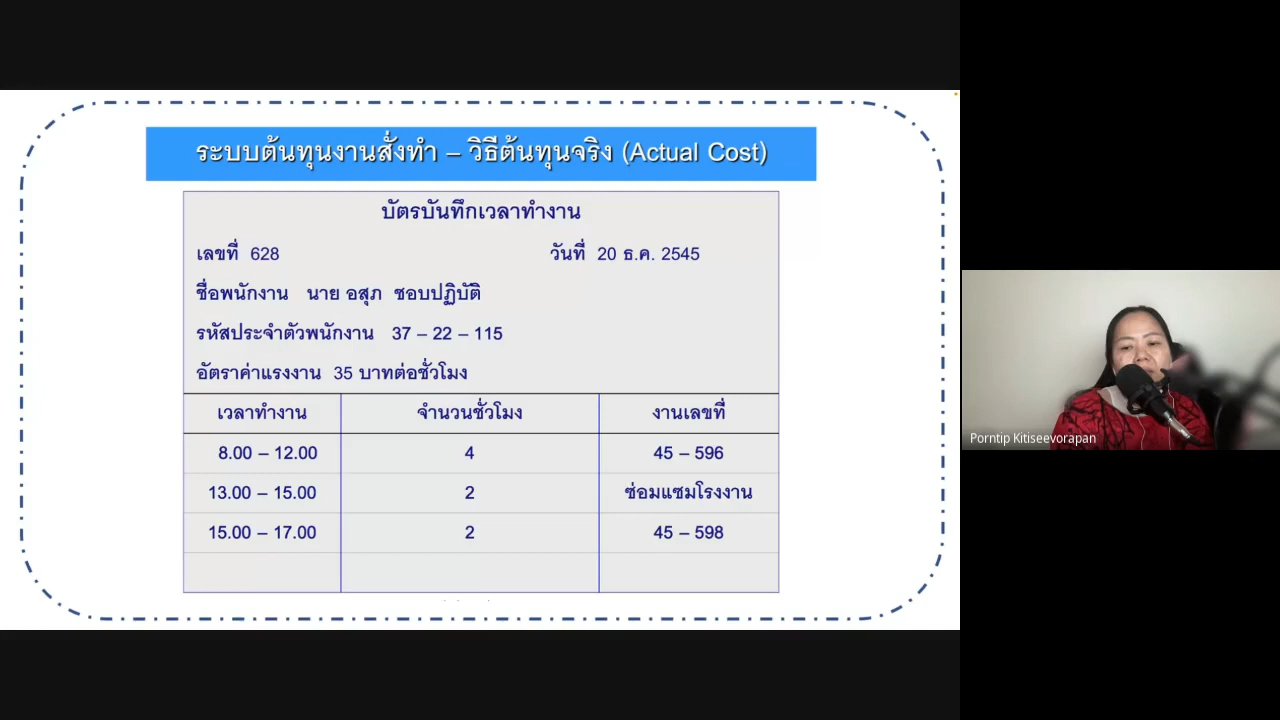 ระบบต้นทุนงานสั่งทำ – วิธีต้นทุนจริง (Actual Cost)
บัตรบันทึกเวลาทำงาน
เลขที่ 628 วันที่ 20 ธ.ค. 2545
ชื่อพนักงาน นาย อสุภ ชอบปฏิบัติ
รหัสประจำตัวพนักงาน 37 – 22 – 115
อัตราค่าแรงงาน 35 บาทต่อชั่วโมง
เวลาทำงาน จำนวนชั่วโมง งานเลขที่
8.00 – 12.00 4 45 – 596
13.00 – 15.00 2 ซ่อมแซมโรงงาน
15.00 – 17.00 2 45 – 598
Porntip Kitiseevorapan